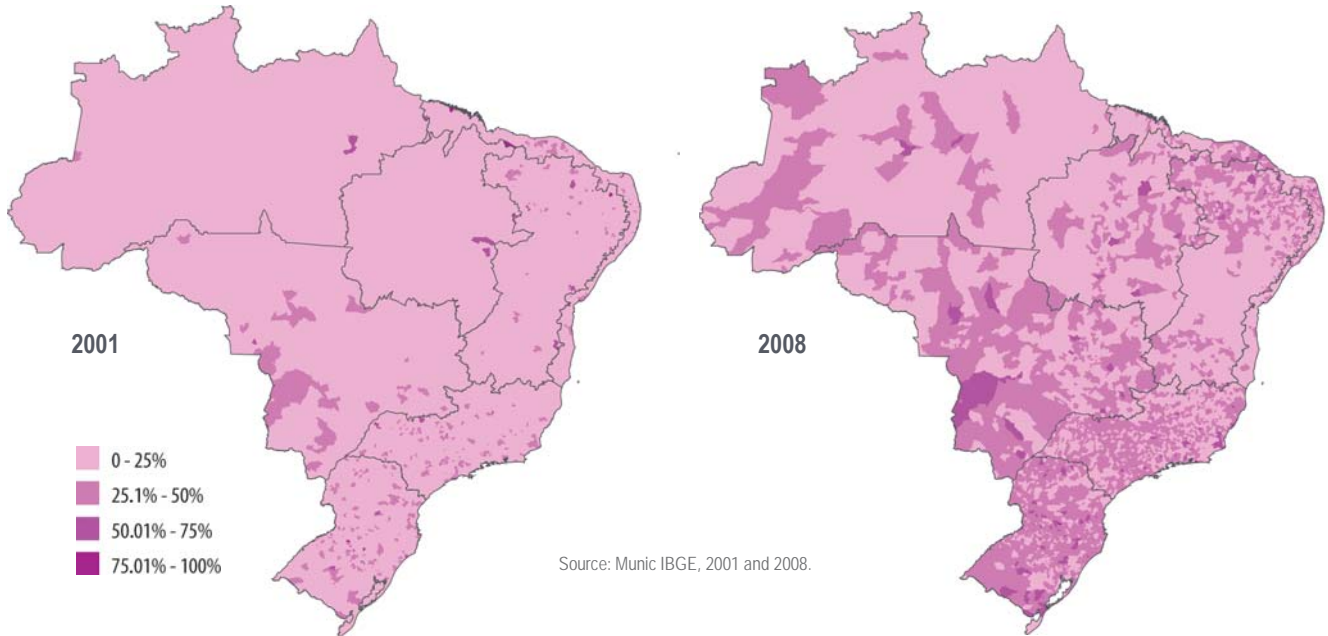 2001
2008
0 - 25%
25.1% - 50%
50.01% - 75%
75.01% - 100%
Source: Munic IBGE, 2001 and 2008.